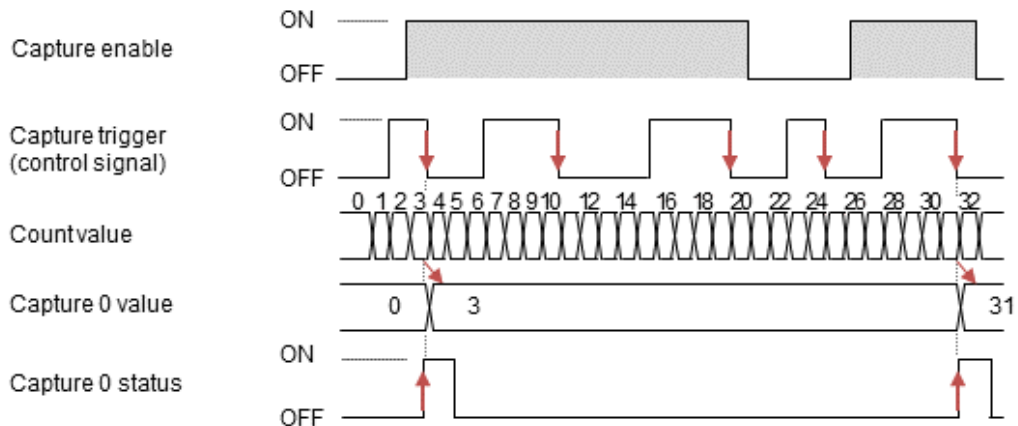 ON
Capture enable
OFF
ON
Capture trigger
(control signal)
OFF
0 1 2 3 4 5 6 7 8 9 10 12 14 16 18 20 22 24 26 28 30 32
Count value
Capture 0 value
0 3 31
ON
Capture 0 status
OFF